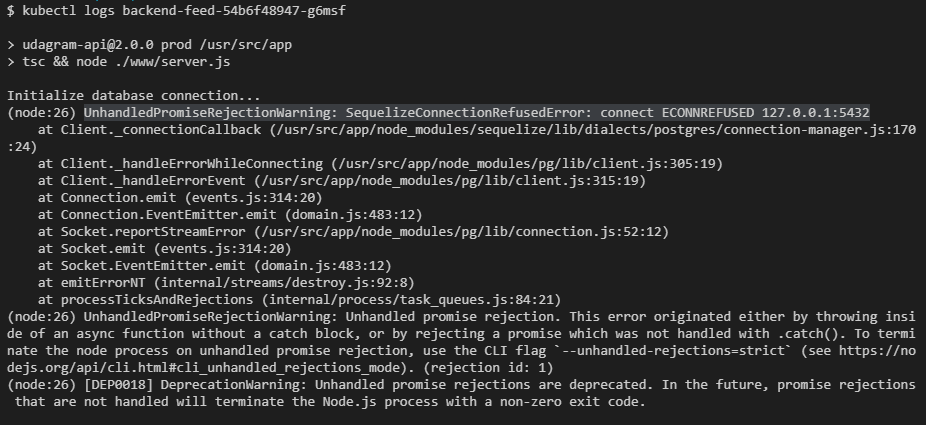 $ kubectl logs backend-feed-54b6f48947-g6msf
> udagram-api@2.0.0 prod /usr/src/app
> tsc && node ./www/server.js
Initialize database connection...
(node:26) UnhandledPromiseRejectionWarning: SequelizeConnectionRefusedError: connect ECONNREFUSED 127.0.0.1:5432
    at Client._connectionCallback (/usr/src/app/node_modules/sequelize/lib/dialects/postgres/connection-manager.js:170
:24)
    at Client._handleErrorWhileConnecting (/usr/src/app/node_modules/pg/lib/client.js:305:19)
    at Client._handleErrorEvent (/usr/src/app/node_modules/pg/lib/client.js:315:19)
    at Connection.emit (events.js:314:20)
    at Connection.EventEmitter.emit (domain.js:483:12)
    at Socket.reportStreamError (/usr/src/app/node_modules/pg/lib/connection.js:52:12)
    at Socket.emit (events.js:314:20)
    at Socket.EventEmitter.emit (domain.js:483:12)
    at emitErrorNT (internal/streams/destroy.js:92:8)
    at processTicksAndRejections (internal/process/task_queues.js:84:21)
(node:26) UnhandledPromiseRejectionWarning: Unhandled promise rejection. This error originated either by throwing insi
de of an async function without a catch block, or by rejecting a promise which was not handled with .catch(). To termi
nate the node process on unhandled promise rejection, use the CLI flag `--unhandled-rejections=strict` (see https://no
dejs.org/api/cli.html#cli_unhandled_rejections_mode). (rejection id: 1)
(node:26) [DEP0018] DeprecationWarning: Unhandled promise rejections are deprecated. In the future, promise rejections
 that are not handled will terminate the Node.js process with a non-zero exit code.